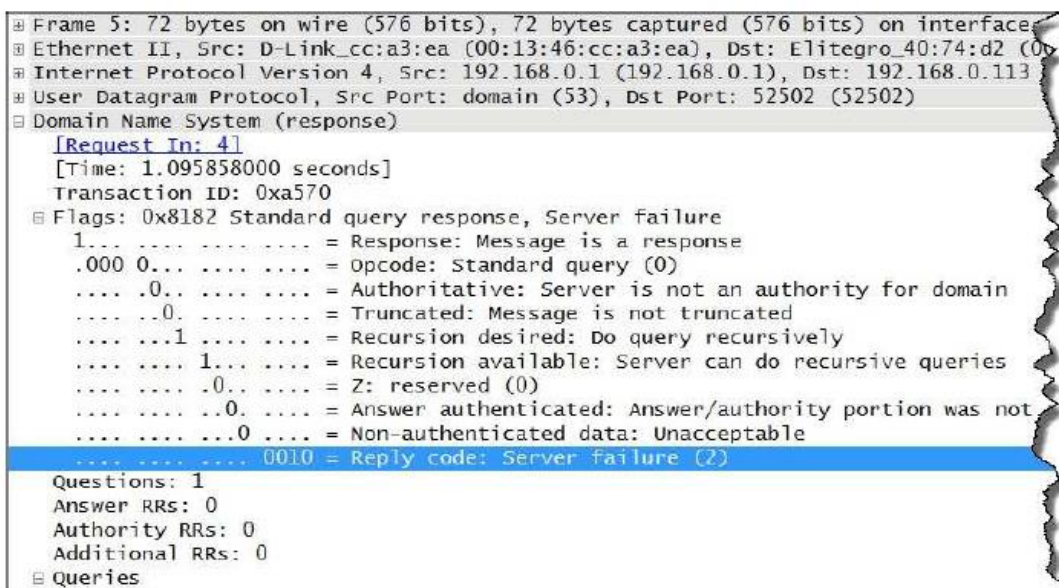 Frame 5: 72 bytes on wire (576 bits), 72 bytes captured (576 bits) on interface
Ethernet II, Src: D-Link_cc:a3:ea (00:13:46:cc:a3:ea), Dst: Elitegro_40:74:d2 (00
Internet Protocol Version 4, Src: 192.168.0.1 (192.168.0.1), Dst: 192.168.0.113
User Datagram Protocol, Src Port: domain (53), Dst Port: 52502 (52502)
Domain Name System (response)
[Request In: 4]
[Time: 1.095858000 seconds]
Transaction ID: 0xa570
Flags: 0x8182 Standard query response, Server failure
1... .... .... .... = Response: Message is a response
.000 0... .... .... = Opcode: Standard query (0)
.... .0.. .... .... = Authoritative: Server is not an authority for domain
.... ..0. .... .... = Truncated: Message is not truncated
.... ...1 .... .... = Recursion desired: Do query recursively
.... .... 1... .... = Recursion available: Server can do recursive queries
.... .... .0.. .... = Z: reserved (0)
.... .... ..0. .... = Answer authenticated: Answer/authority portion was not
.... .... ...0 .... = Non-authenticated data: Unacceptable
.... .... .... 0010 = Reply code: Server failure (2)
Questions: 1
Answer RRs: 0
Authority RRs: 0
Additional RRs: 0
Queries